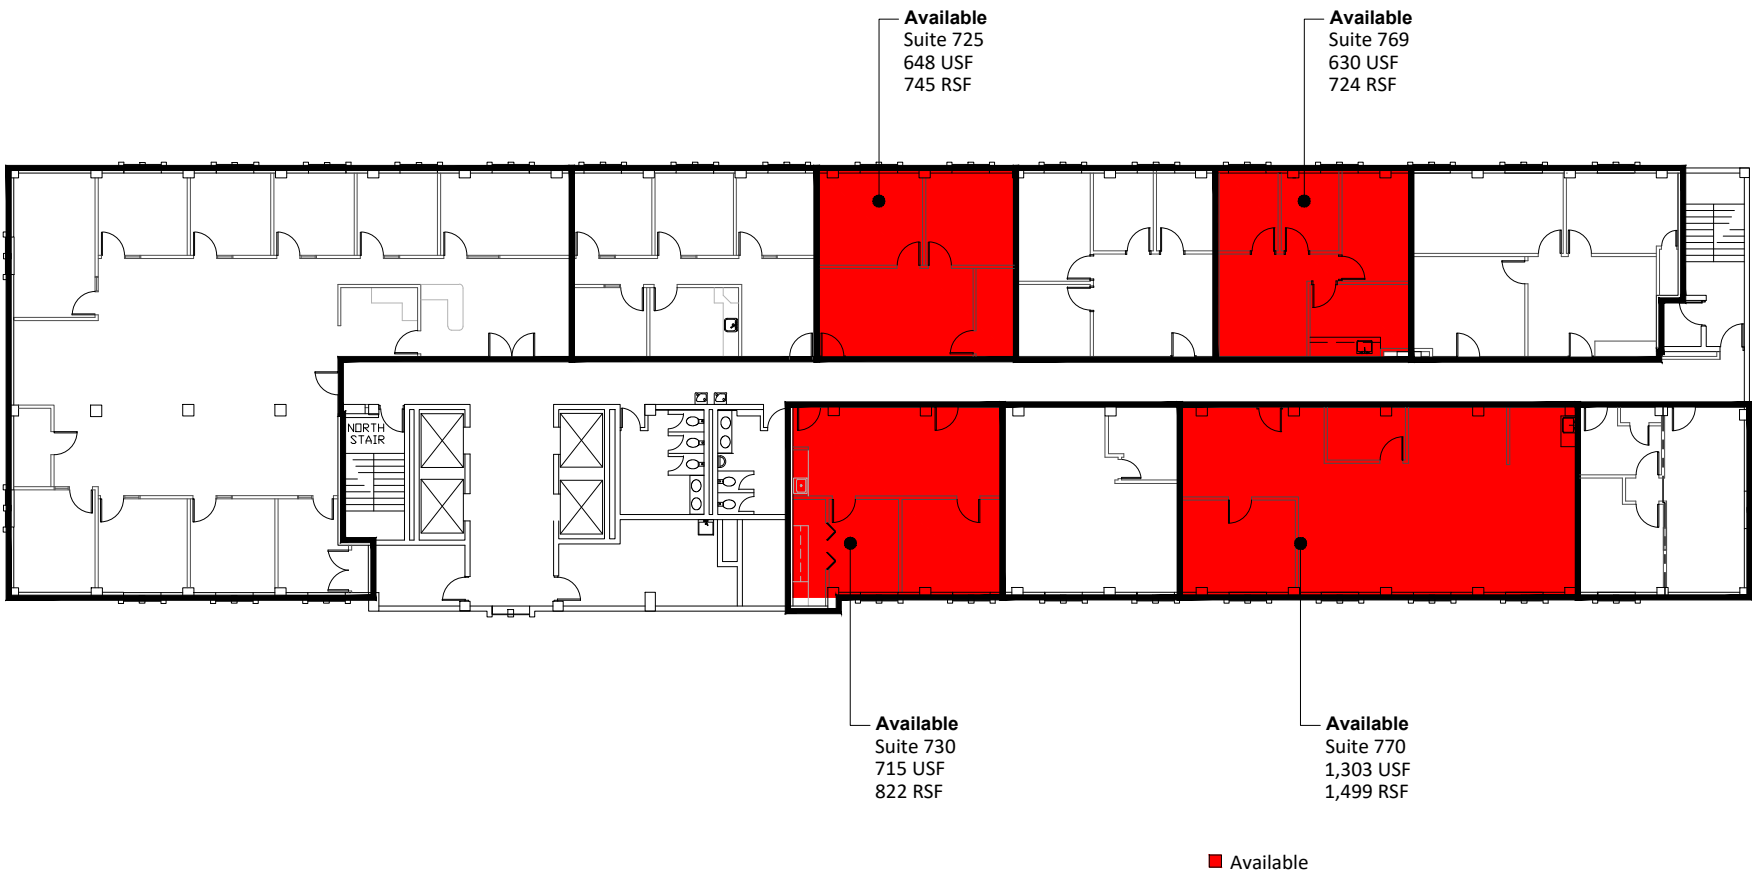 Available
Suite 725
648 USF
745 RSF
Available
Suite 769
630 USF
724 RSF
NORTH
STAIR
Available
Suite 730
715 USF
822 RSF
Available
Suite 770
1,303 USF
1,499 RSF
Available